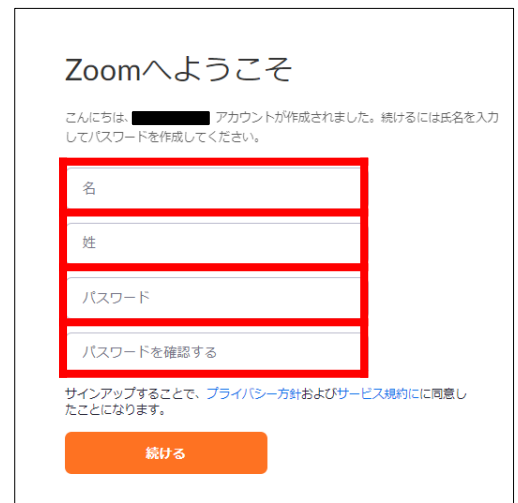 Zoomへようこそ
こんにちは、 アカウントが作成されました。続けるには氏名を入力
してパスワードを作成してください。
名
姓
パスワード
パスワードを確認する
サインアップすることで、プライバシー方針およびサービス規約にに同意し
たことになります。
続ける